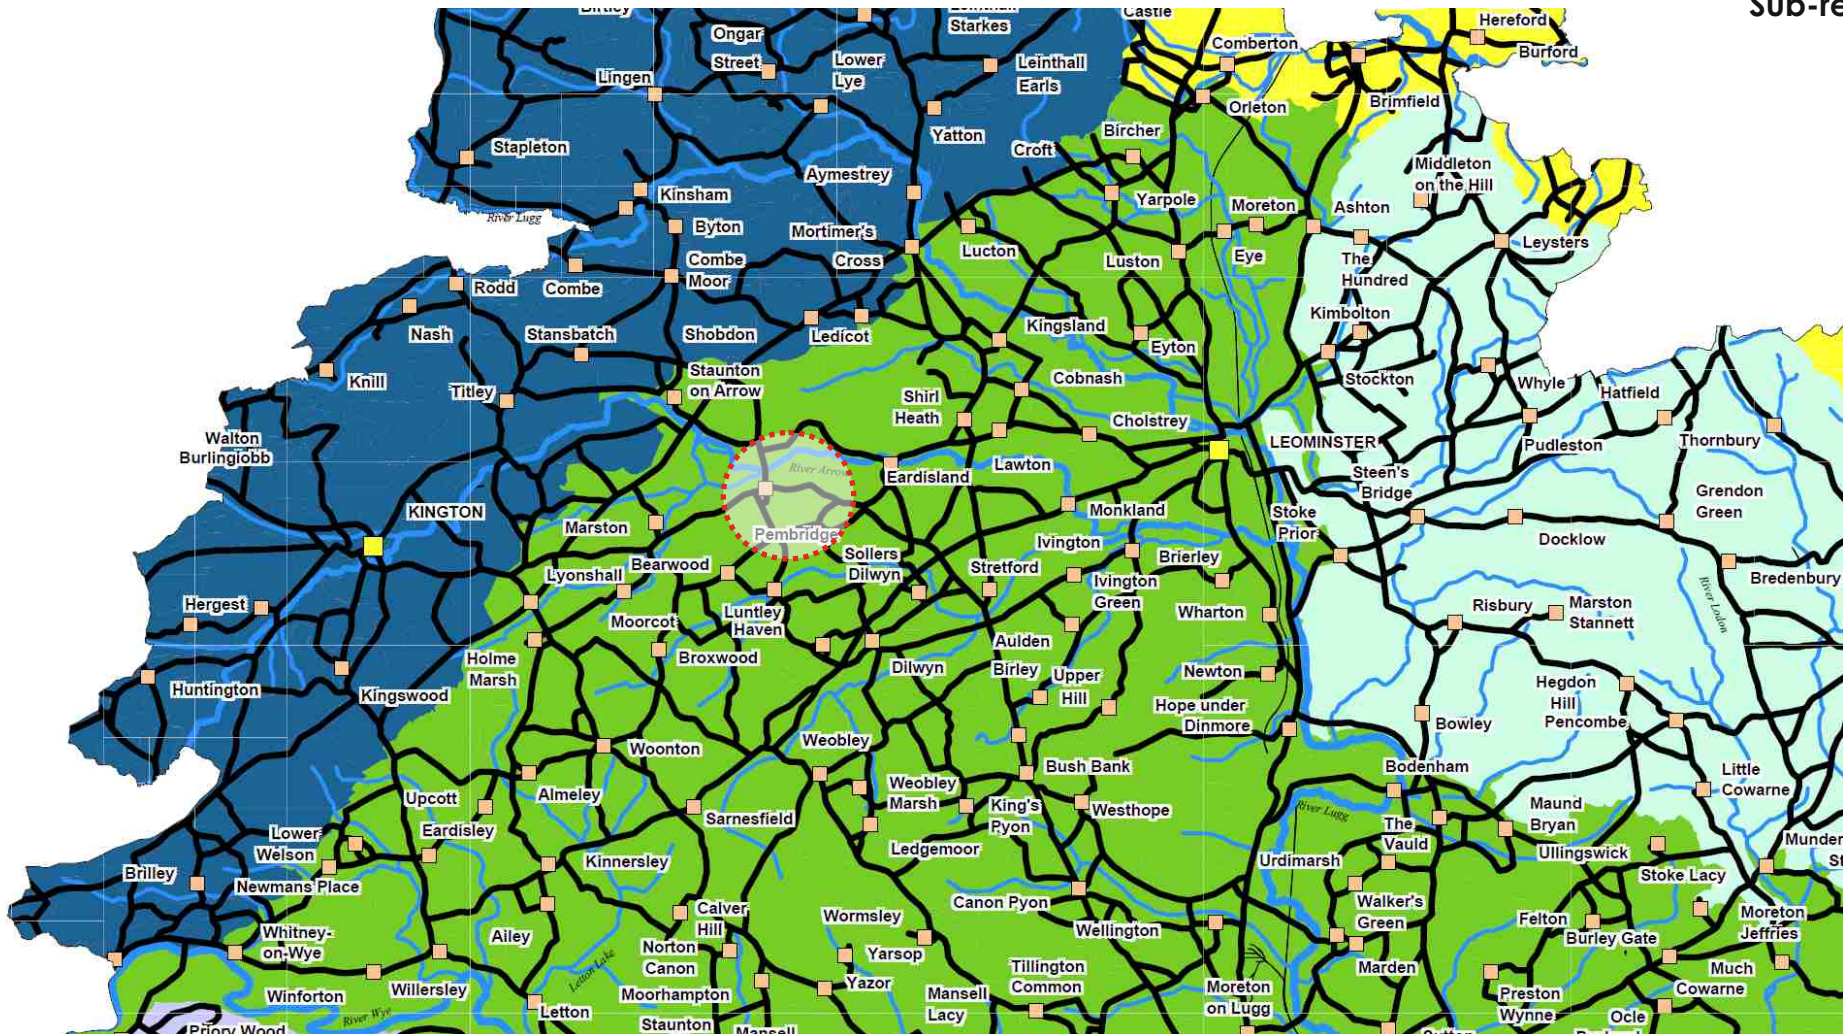 Birtley
Leinthall
Starkes
Castle
Sub-re
Ongar
Street
Lower
Lye
Leinthall
Earls
Comberton
Hereford
Burford
Lingen
Yatton
Orleton
Brimfield
Stapleton
Bircher
Croft
Middleton
on the Hill
Aymestrey
Kinsham
Yarpole
Moreton
Ashton
River Lugg
Byton
Mortimer's
Cross
Lucton
Luston
Eye
The
Hundred
Leysters
Combe
Moor
Rodd
Combe
Nash
Stansbatch
Shobdon
Ledicot
Kingsland
Eyton
Kimbolton
Knill
Titley
Staunton
on Arrow
Shirl
Heath
Cobnash
Stockton
Whyle
Hatfield
Walton
Burlingjobb
Cholstrey
LEOMINSTER
Pudleston
Thornbury
River Arrow
Eardisland
Lawton
Steen's
Bridge
Grendon
Green
KINGTON
Marston
Pembridge
Monkland
Stoke
Prior
Docklow
Ivington
Brierley
Bredenbury
Lyonshall
Bearwood
Sollers
Dilwyn
Stretford
Ivington
Green
Hergest
Moorcot
Luntley
Haven
Wharton
Risbury
Marston
Stannett
River Lodon
Aulden
Holme
Marsh
Broxwood
Dilwyn
Birley
Upper
Hill
Newton
Huntington
Kingswood
Hope under
Dinmore
Hegdon
Hill
Pencombe
Bowley
Woonton
Weobley
Bush Bank
Bodenham
Little
Cowarne
Upcott
Almeley
Weobley
Marsh
King's
Pyon
Westhope
River Lugg
Maund
Bryan
Lower
Welson
Eardisley
Sarnesfield
The
Vauld
Ledgemoor
Urdimarsh
Ullingswick
Munder
St
Brilley
Newmans Place
Kinnersley
Stoke Lacy
Canon Pyon
Walker's
Green
Calver
Hill
Wormsley
Wellington
Felton
Moreton
Jeffries
Whitney-
on-Wye
Ailey
Norton
Canon
Yarsop
Burley Gate
Letton Lake
Tillington
Common
Marden
Much
Cowarne
Winforton
Willersley
Moorhampton
Yazor
Mansell
Lacy
Moreton
on Lugg
Preston
Wynne
Ocle
Letton
River Wye
Priory Wood
Staunton
Mansell
Sutton